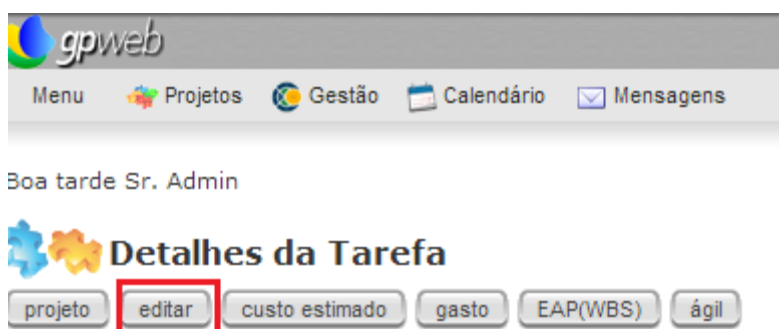 gpweb
Menu Projetos Gestão Calendário Mensagens
Boa tarde Sr. Admin
Detalhes da Tarefa
projeto editar custo estimado gasto EAP(WBS) ágil